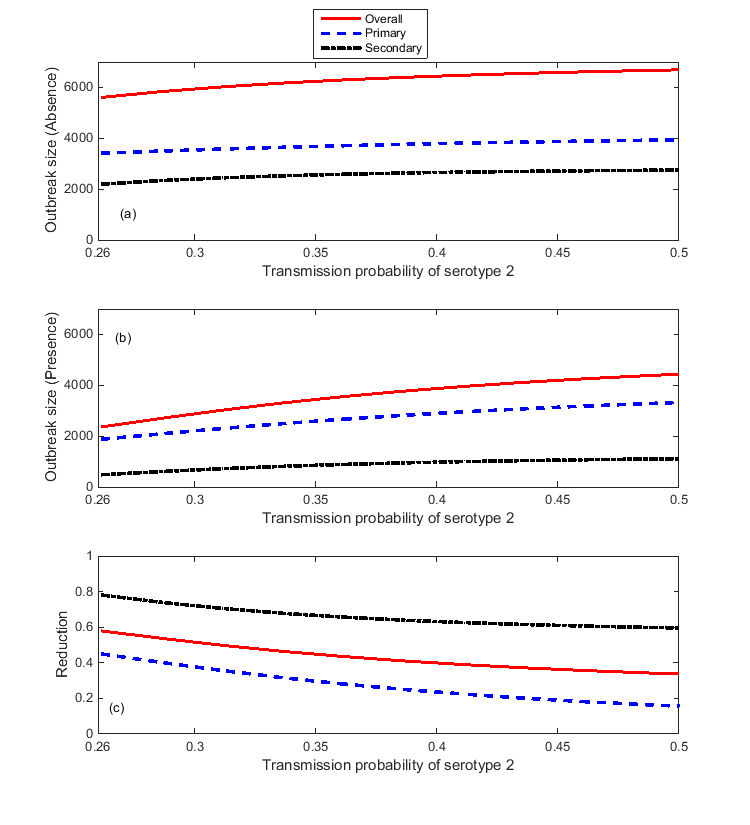 Overall
Primary
Secondary
Outbreak size (Absence)
6000
4000
2000
0
(a)
0.26 0.3 0.35 0.4 0.45 0.5
Transmission probability of serotype 2
Outbreak size (Presence)
6000
4000
2000
0
(b)
0.26 0.3 0.35 0.4 0.45 0.5
Transmission probability of serotype 2
Reduction
1
0.8
0.6
0.4
0.2
0
(c)
0.26 0.3 0.35 0.4 0.45 0.5
Transmission probability of serotype 2